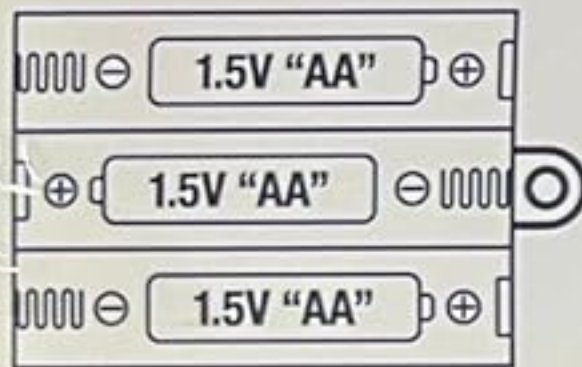 ⊖ 1.5V “AA” ⊕
⊕ 1.5V “AA” ⊖
⊖ 1.5V “AA” ⊕